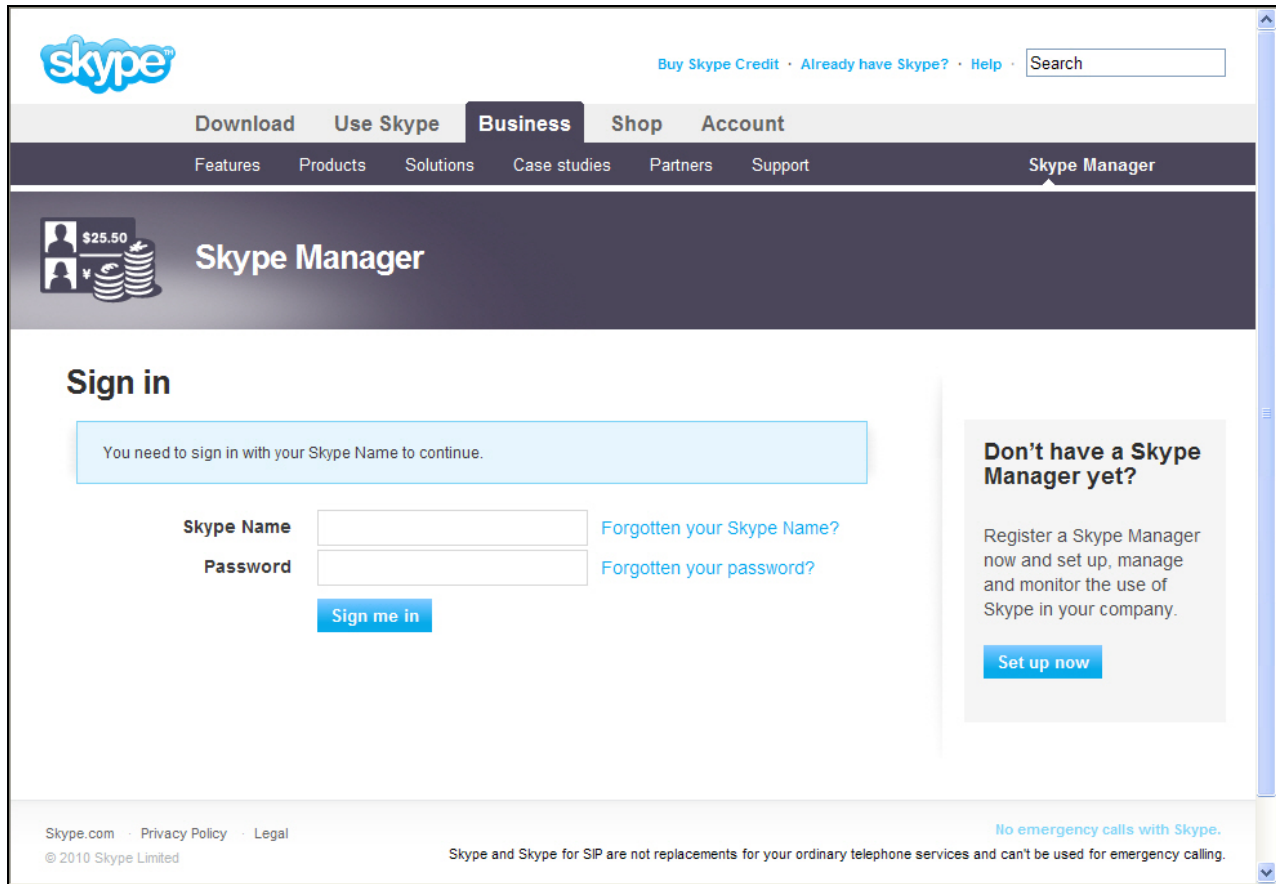 skype™
Buy Skype Credit · Already have Skype? · Help · Search
Download Use Skype Business Shop Account
Features Products Solutions Case studies Partners Support Skype Manager
$25.50
¥ €
Skype Manager
Sign in
You need to sign in with your Skype Name to continue.
Skype Name Forgotten your Skype Name?
Password Forgotten your password?
Sign me in
Don’t have a Skype
Manager yet?
Register a Skype Manager
now and set up, manage
and monitor the use of
Skype in your company.
Set up now
Skype.com · Privacy Policy · Legal
© 2010 Skype Limited
No emergency calls with Skype.
Skype and Skype for SIP are not replacements for your ordinary telephone services and can't be used for emergency calling.